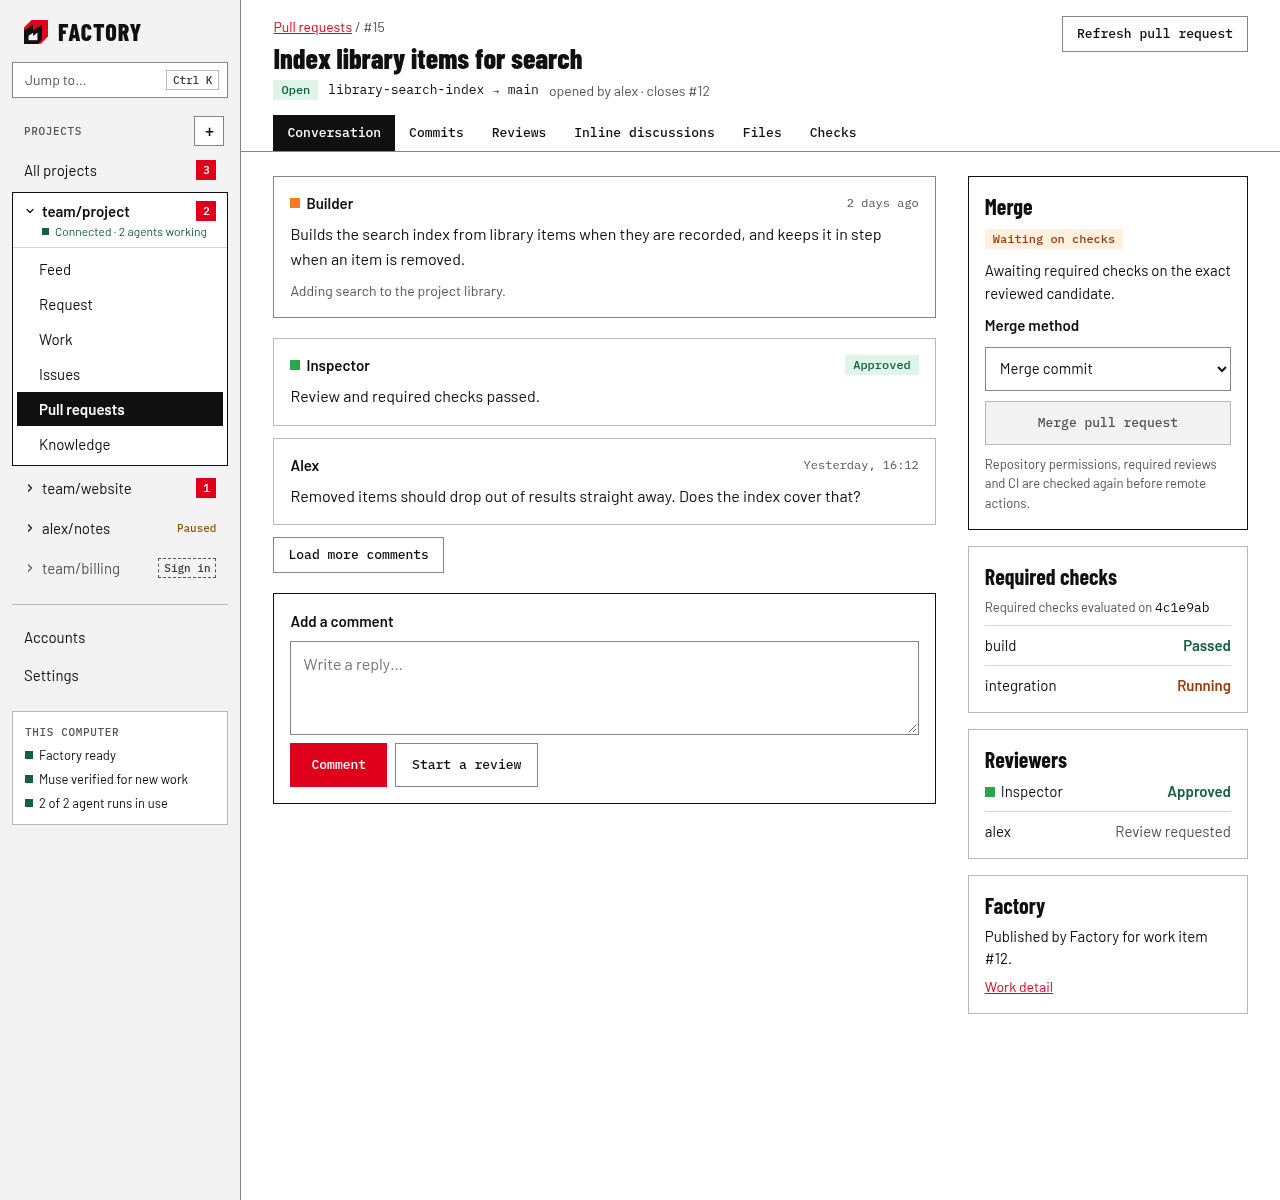 FACTORY
Jump to...
Ctrl K
PROJECTS
+
All projects
3
team/project
2
Connected · 2 agents working
Feed
Request
Work
Issues
Pull requests
Knowledge
team/website
1
alex/notes
Paused
team/billing
Sign in
Accounts
Settings
THIS COMPUTER
Factory ready
Muse verified for new work
2 of 2 agent runs in use
Pull requests / #15
Refresh pull request
Index library items for search
Open library-search-index → main opened by alex · closes #12
Conversation Commits Reviews Inline discussions Files Checks
Builder
2 days ago
Builds the search index from library items when they are recorded, and keeps it in step
when an item is removed.
Adding search to the project library.
Inspector
Approved
Review and required checks passed.
Alex
Yesterday, 16:12
Removed items should drop out of results straight away. Does the index cover that?
Load more comments
Add a comment
Write a reply...
Comment
Start a review
Merge
Waiting on checks
Awaiting required checks on the exact
reviewed candidate.
Merge method
Merge commit
Merge pull request
Repository permissions, required reviews
and CI are checked again before remote
actions.
Required checks
Required checks evaluated on 4c1e9ab
build Passed
integration Running
Reviewers
Inspector Approved
alex Review requested
Factory
Published by Factory for work item
#12.
Work detail